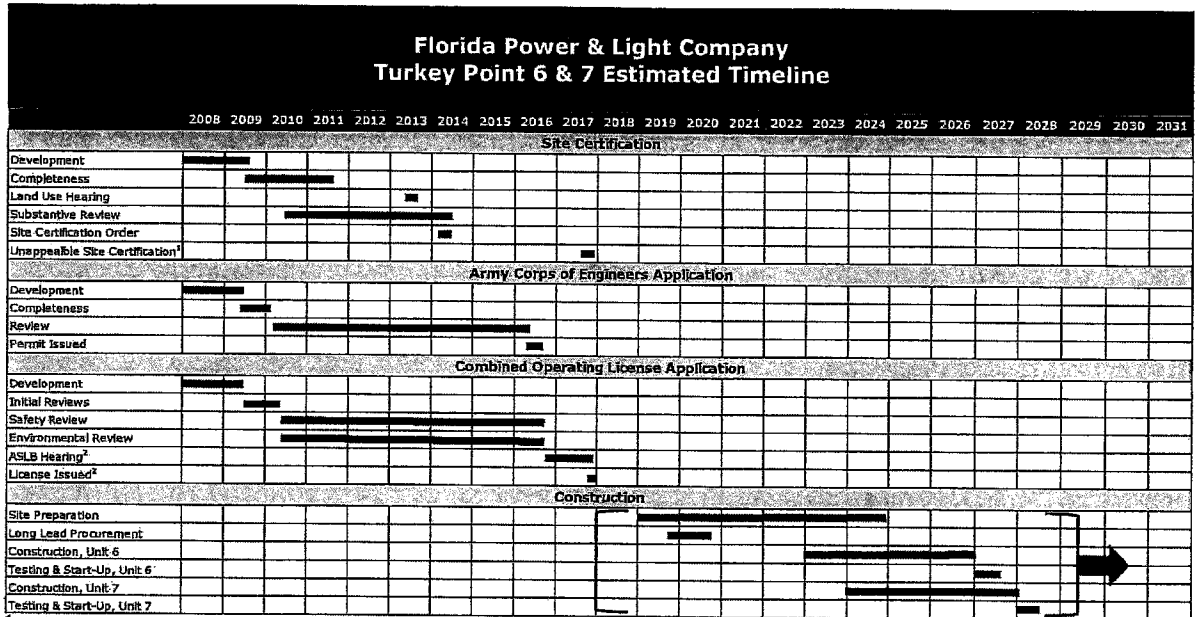 Florida Power & Light Company
Turkey Point 6 & 7 Estimated Timeline
2008 2009 2010 2011 2012 2013 2014 2015 2016 2017 2018 2019 2020 2021 2022 2023 2024 2025 2026 2027 2028 2029 2030 2031
Site Certification
Development
Completeness
Land Use Hearing
Substantive Review
Site Certification Order
Unappealble Site Certification¹
Army Corps of Engineers Application
Development
Completeness
Review
Permit Issued
Combined Operating License Application
Development
Initial Reviews
Safety Review
Environmental Review
ASLB Hearing²
License Issued²
Construction
Site Preparation
Long Lead Procurement
Construction, Unit 6
Testing & Start-Up, Unit 6
Construction, Unit 7
Testing & Start-Up, Unit 7